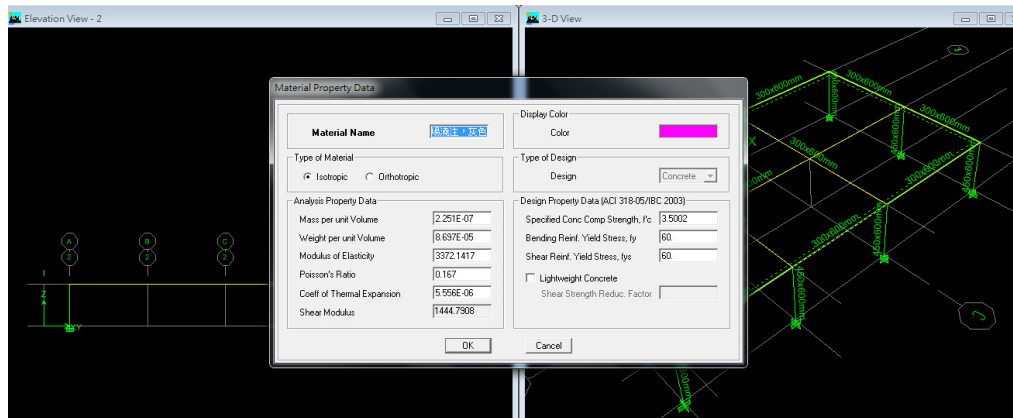 Elevation View - 2
3-D View
Material Property Data
Material Name
場澆注,灰色
Display Color
Color
Type of Material
Isotropic
Orthotropic
Type of Design
Design
Concrete
Analysis Property Data
Mass per unit Volume
2.251E-07
Weight per unit Volume
8.697E-05
Modulus of Elasticity
3372.1417
Poisson's Ratio
0.167
Coeff of Thermal Expansion
5.556E-06
Shear Modulus
1444.7908
Design Property Data (ACI 318-05/IBC 2003)
Specified Conc Comp Strength, f'c
3.5002
Bending Reinf. Yield Stress, fy
60.
Shear Reinf. Yield Stress, fys
60.
Lightweight Concrete
Shear Strength Reduc. Factor
OK
Cancel
A
B
C
2
2
2
Z
300x600mm
300x600mm
300x600mm
450x600mm
450x600mm
300x600mm
300x600mm
300x600mm
450x600mm
450x600mm
450x600mm
X
C